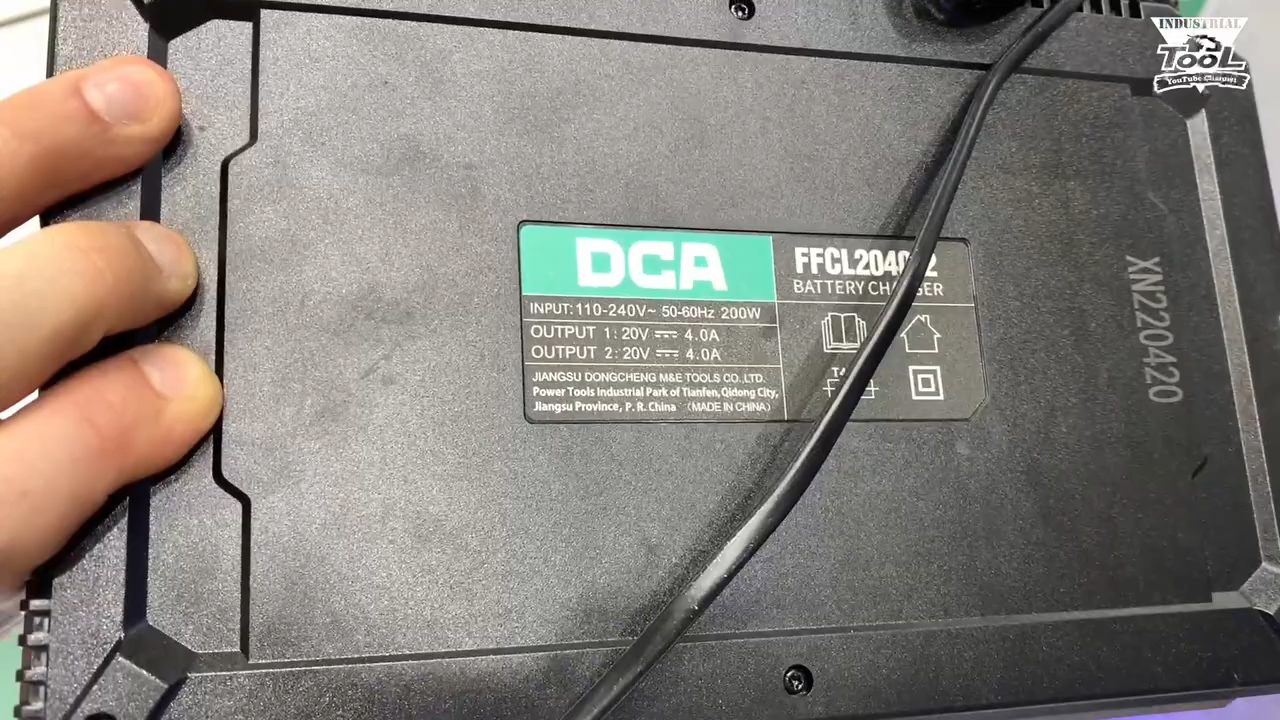 INDUSTRIAL
TOOL
YouTube Channel
DCA
INPUT: 110-240V~ 50-60Hz 200W
OUTPUT 1: 20V ⎓ 4.0A
OUTPUT 2: 20V ⎓ 4.0A
JIANGSU DONGCHENG M&E TOOLS CO., LTD.
Power Tools Industrial Park of Tianfen, Qidong City,
Jiangsu Province, P. R. China （MADE IN CHINA）
BATTERY
XN220420